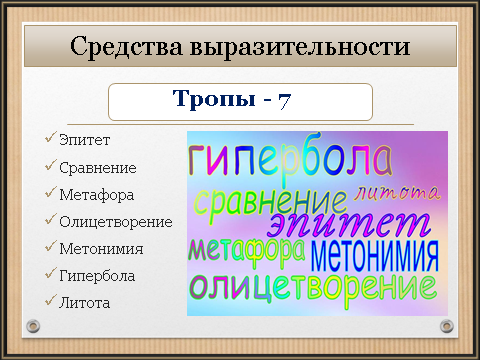 Средства выразительности
Тропы - 7
Эпитет
Сравнение
Метафора
Олицетворение
Метонимия
Гипербола
Литота
гипербола
литота
сравнение
эпитет
метафора
метонимия
олицетворение